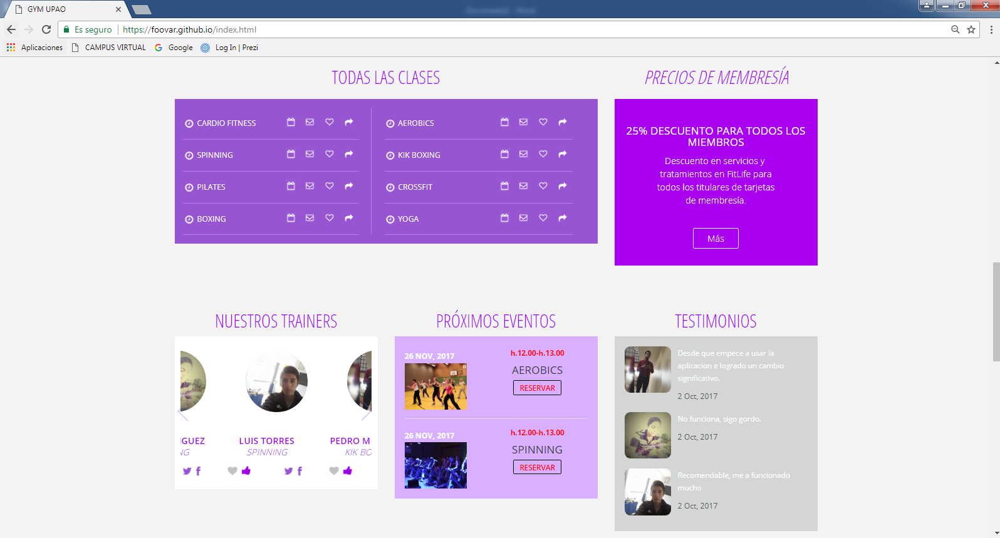 GYM UPAO
Es seguro
https://foovar.github.io/index.html
Aplicaciones
CAMPUS VIRTUAL
Google
Log In | Prezi
TODAS LAS CLASES
CARDIO FITNESS
AEROBICS
SPINNING
KIK BOXING
PILATES
CROSSFIT
BOXING
YOGA
PRECIOS DE MEMBRESÍA
25% DESCUENTO PARA TODOS LOS
MIEMBROS
Descuento en servicios y
tratamientos en FitLife para
todos los titulares de tarjetas
de membresía.
Más
NUESTROS TRAINERS
IGUEZ
NG
LUIS TORRES
SPINNING
PEDRO M
KIK BO
PRÓXIMOS EVENTOS
26 NOV, 2017
h.12.00-h.13.00
AEROBICS
RESERVAR
26 NOV, 2017
h.12.00-h.13.00
SPINNING
RESERVAR
TESTIMONIOS
Desde que empece a usar la
aplicacion e logrado un cambio
significativo.
2 Oct, 2017
No funciona, sigo gordo.
2 Oct, 2017
Recomendable, me a funcionado
mucho
2 Oct, 2017